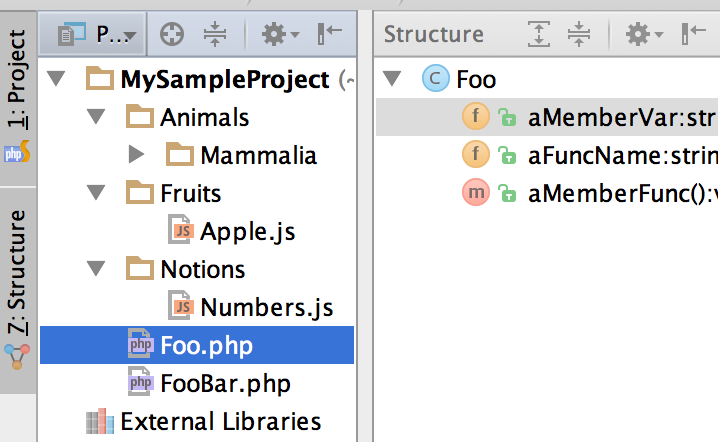 1: Project
7: Structure
P...
MySampleProject (~
Animals
Mammalia
Fruits
JS Apple.js
Notions
JS Numbers.js
php Foo.php
php FooBar.php
External Libraries
php
Structure
C Foo
f aMemberVar:str
f aFuncName:strin
m aMemberFunc():v